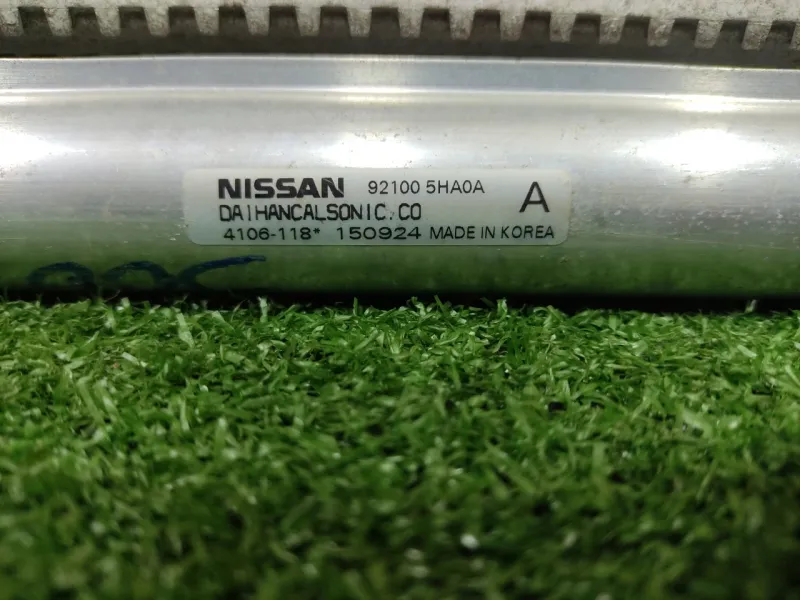 NISSAN 92100 5HA0A A
DAIHANCALSONIC.CO
4106-118* 150924 MADE IN KOREA